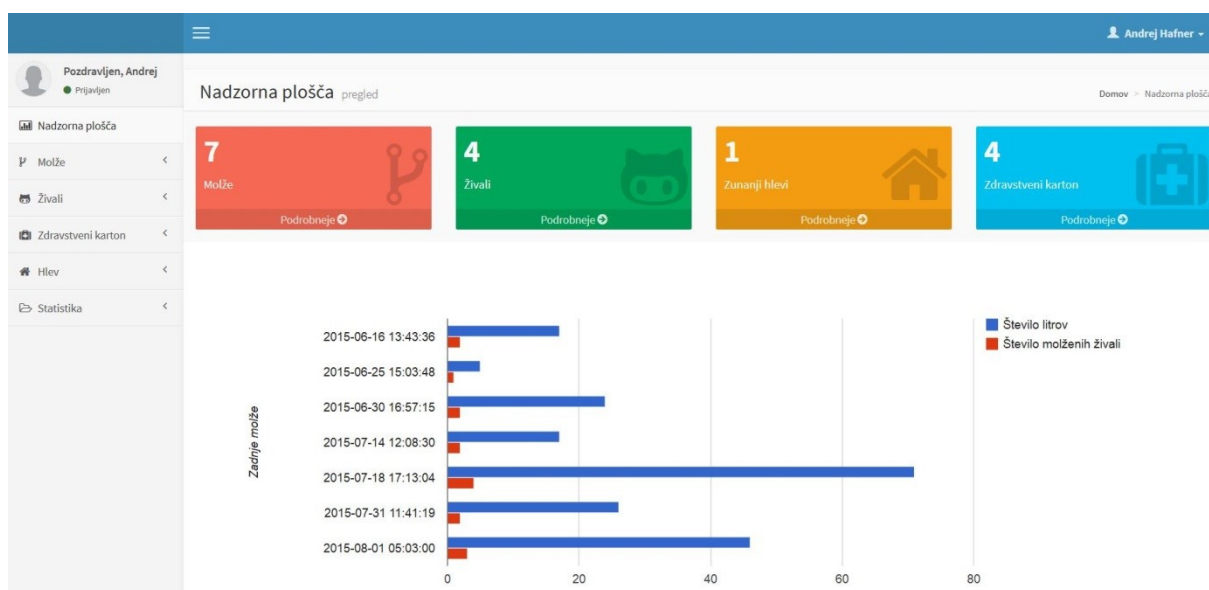 Andrej Hafner
Pozdravljen, Andrej
Prijavljen
Nadzorna plošča pregled
Domov > Nadzorna plošča
Nadzorna plošča
Molže
Živali
Zdravstveni karton
Hlev
Statistika
7
Molže
Podrobneje
4
Živali
Podrobneje
1
Zunanji hlevi
Podrobneje
4
Zdravstveni karton
Podrobneje
Število litrov
Število molženih živali
Zadnje molže
2015-06-16 13:43:36
2015-06-25 15:03:48
2015-06-30 16:57:15
2015-07-14 12:08:30
2015-07-18 17:13:04
2015-07-31 11:41:19
2015-08-01 05:03:00
0 20 40 60 80